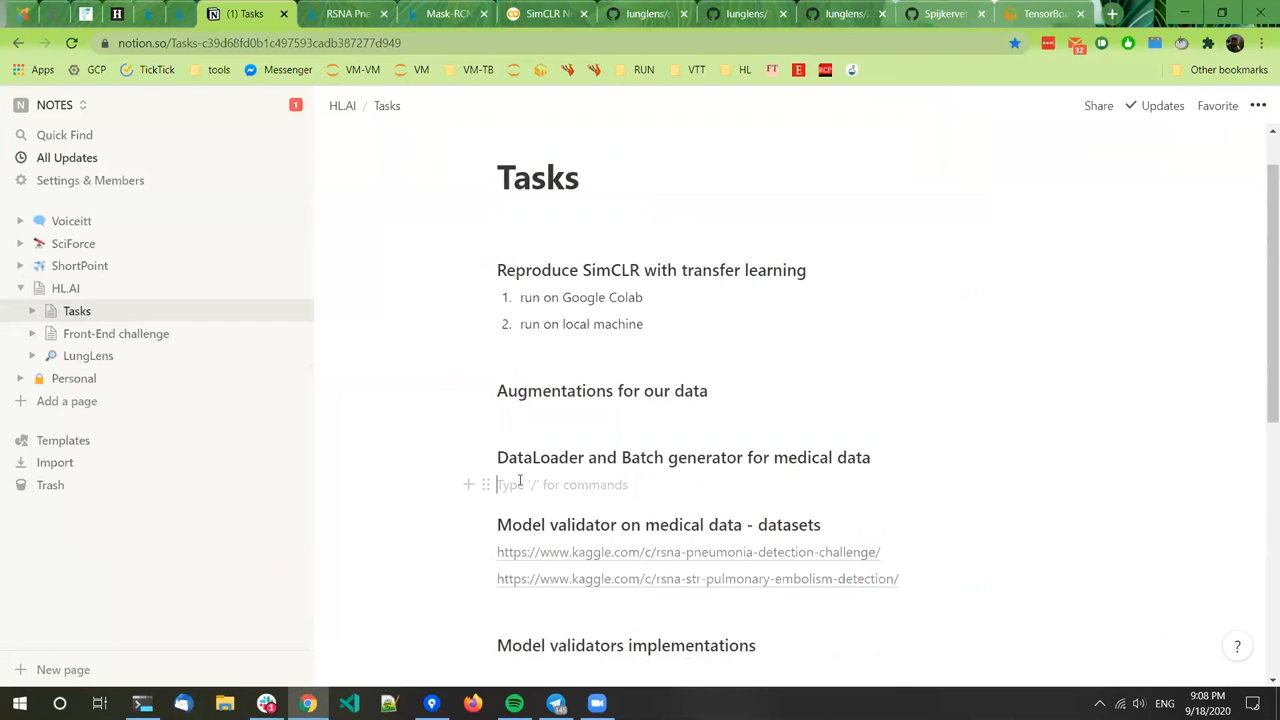 (1) Tasks
RSNA Pne
Mask-RCN
SimCLR N
lunglens/
lunglens/
lunglens/
Spijkervet
TensorBo
notion.so/Tasks-c39d68fd0b1c497593cadb387277d949
32
Apps
GCP
TickTick
tools
Messenger
VM-VM
VM
VM-TB
RUN
VTT
HL
FT
E
RCP
Other bookmarks
N NOTES
1
HL.AI / Tasks
Share
Updates
Favorite
Quick Find
All Updates
Settings & Members
Voiceitt
SciForce
ShortPoint
HL.AI
Tasks
Front-End challenge
LungLens
Personal
Add a page
Templates
Import
Trash
New page
Tasks
Reproduce SimCLR with transfer learning
1. run on Google Colab
2. run on local machine
Augmentations for our data
DataLoader and Batch generator for medical data
Type '/' for commands
Model validator on medical data - datasets
https://www.kaggle.com/c/rsna-pneumonia-detection-challenge/
https://www.kaggle.com/c/rsna-str-pulmonary-embolism-detection/
Model validators implementations
?
ENG
9:08 PM
9/18/2020